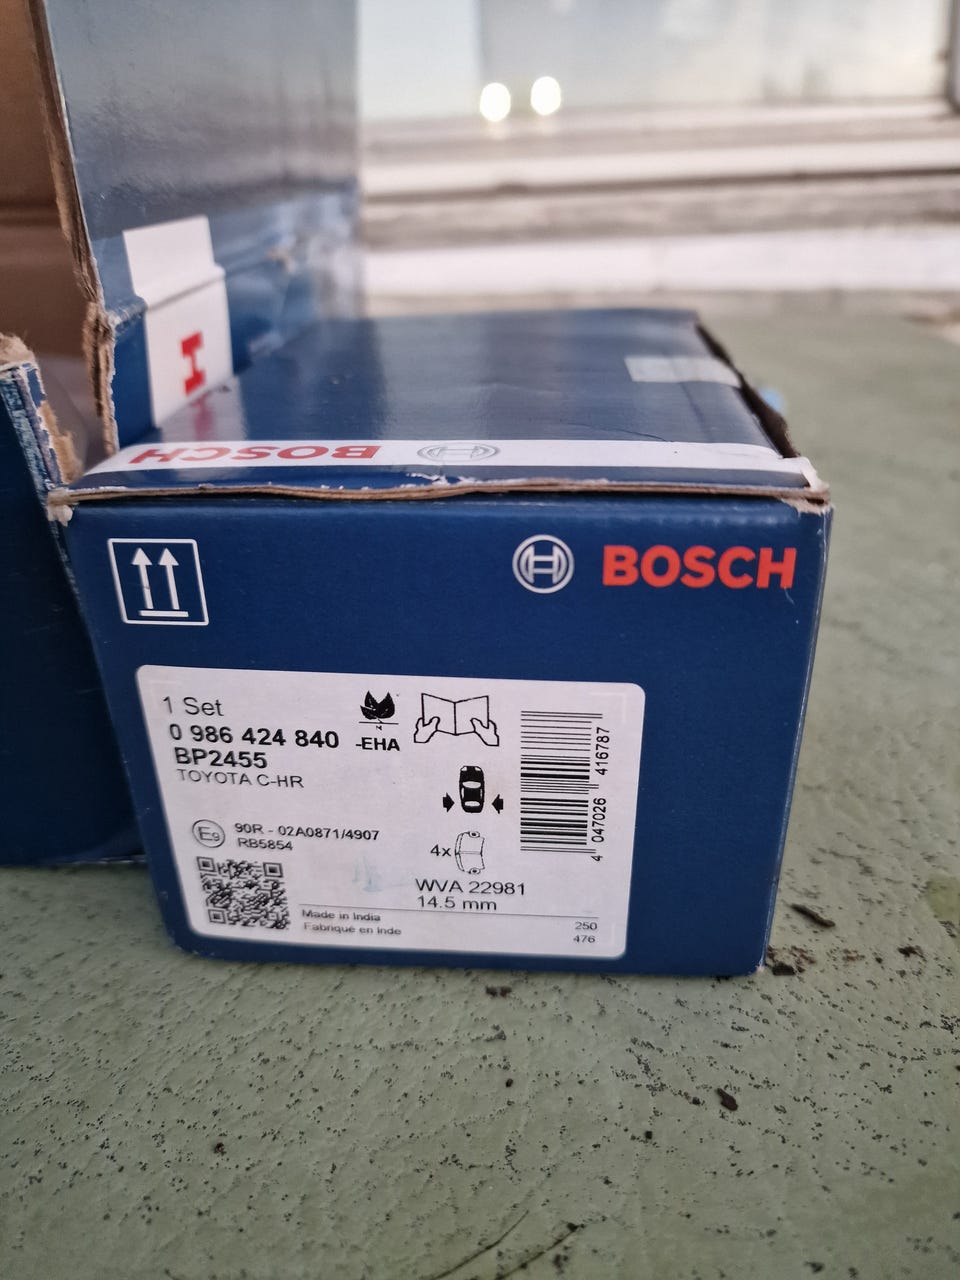 BOSCH
BOSCH
1 Set
0 986 424 840 -EHA
BP2455
TOYOTA C-HR
E9
90R - 02A0871/4907
RB5854
4x
WVA 22981
14.5 mm
Made in India
Fabriqué en Inde
250
476
4 047026 416787